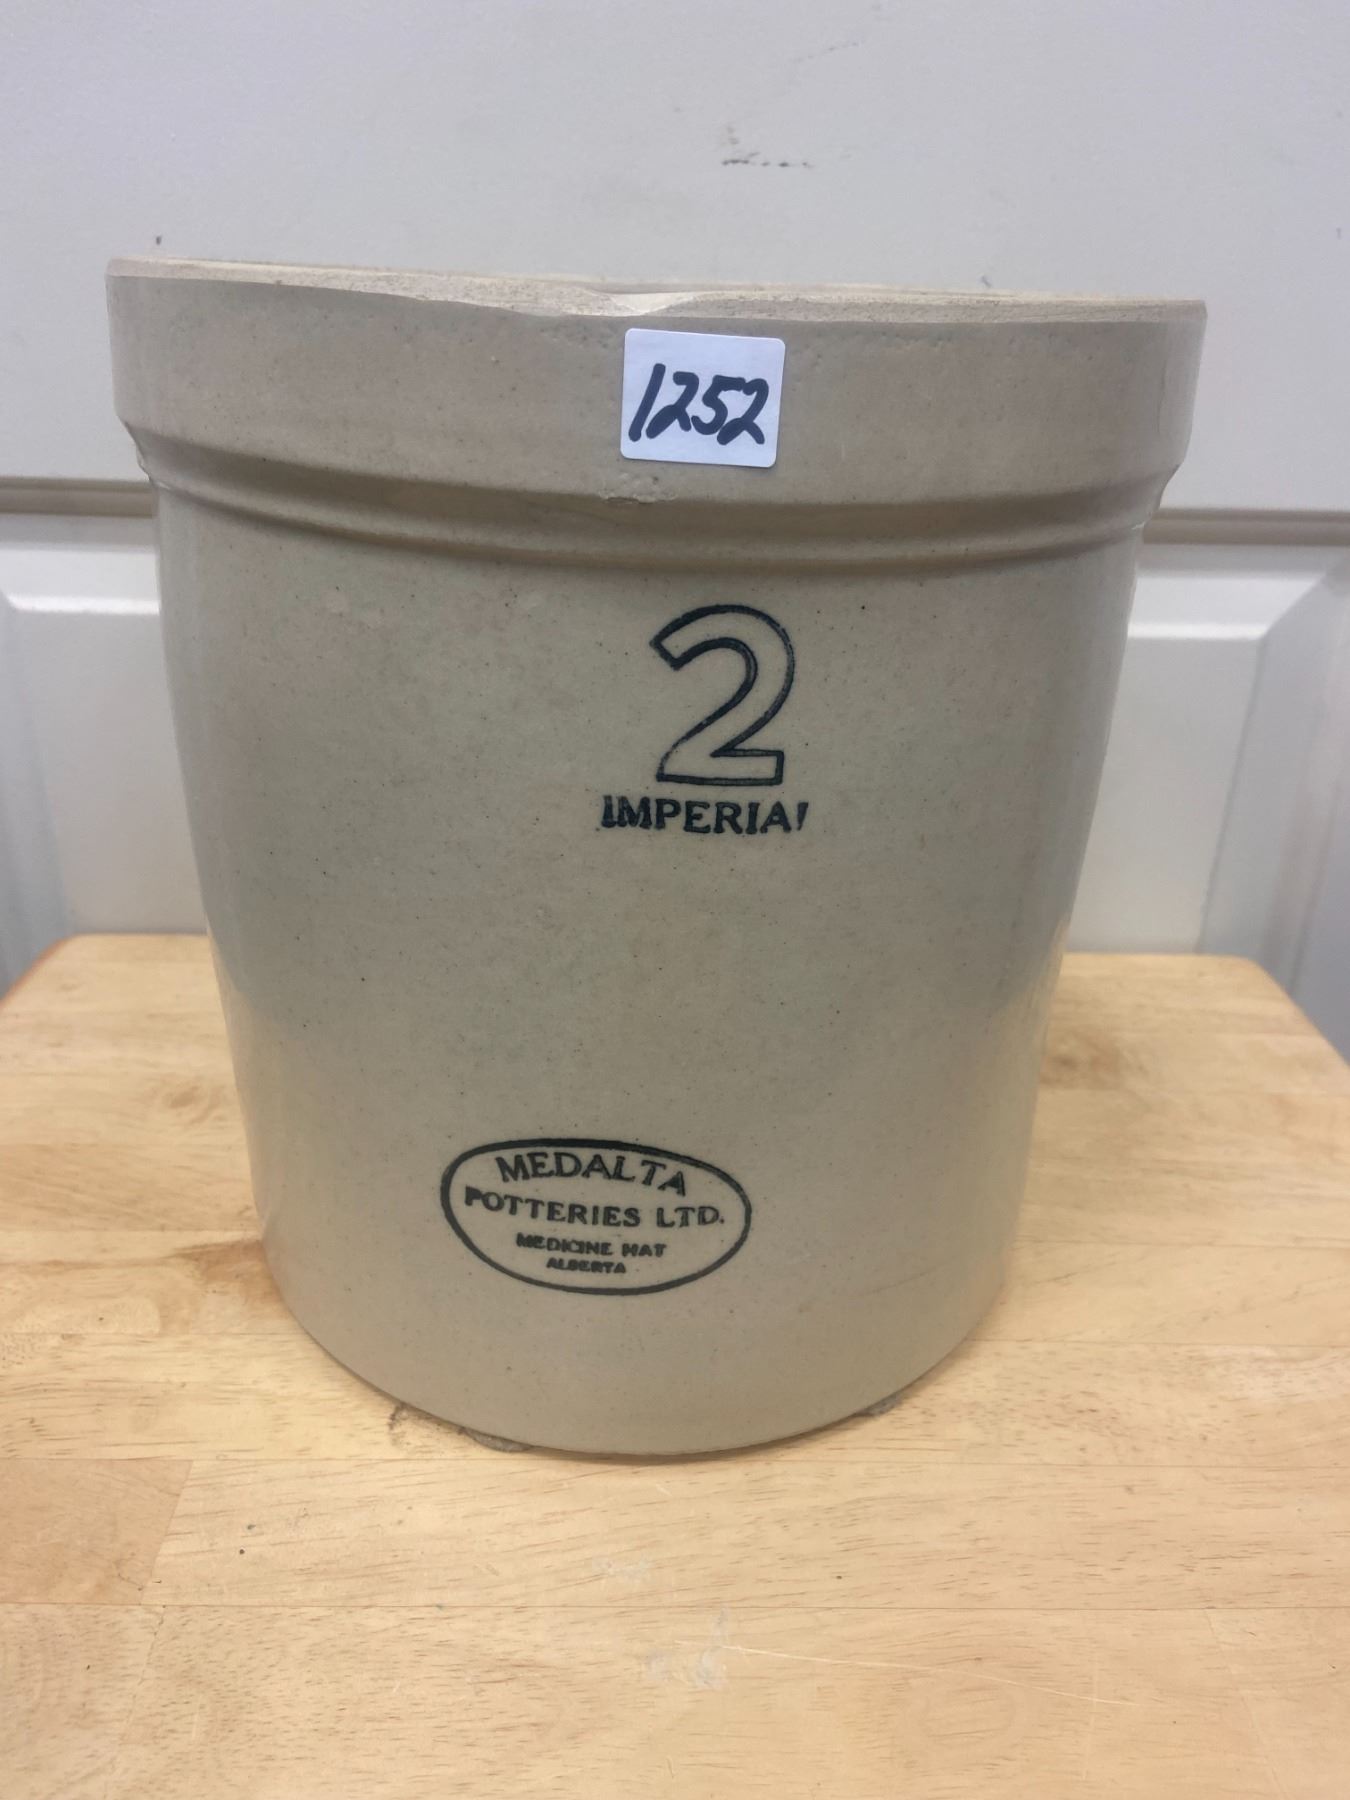 1252
2
IMPERIAL
MEDALTA
POTTERIES LTD.
MEDICINE HAT
ALBERTA